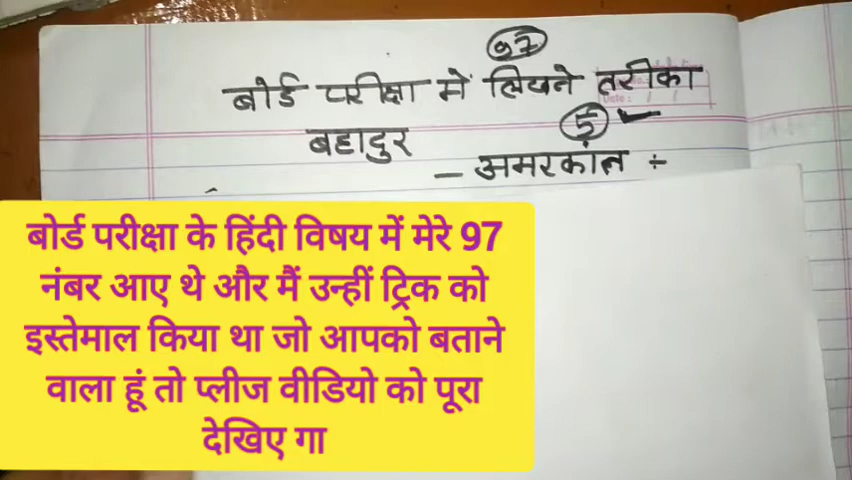 97
बोर्ड परीक्षा में लिखने तरीका
5
बहादुर
— अमरकांत ÷
बोर्ड परीक्षा के हिंदी विषय में मेरे 97
नंबर आए थे और मैं उन्हीं ट्रिक को
इस्तेमाल किया था जो आपको बताने
वाला हूं तो प्लीज वीडियो को पूरा
देखिए गा